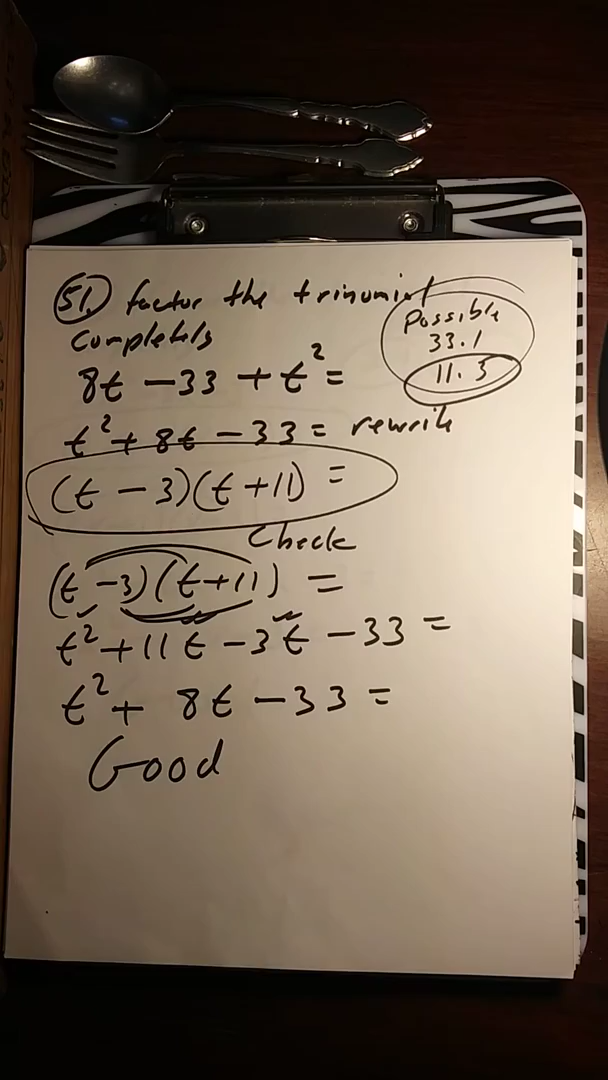 51. factor the trinomial
completely
Possible
33.1
11.3
8t - 33 + t² =
t² + 8t - 33 = rewrite
(t - 3)(t + 11) =
Check
(t - 3)(t + 11) =
t² + 11t - 3t - 33 =
t² + 8t - 33 =
Good